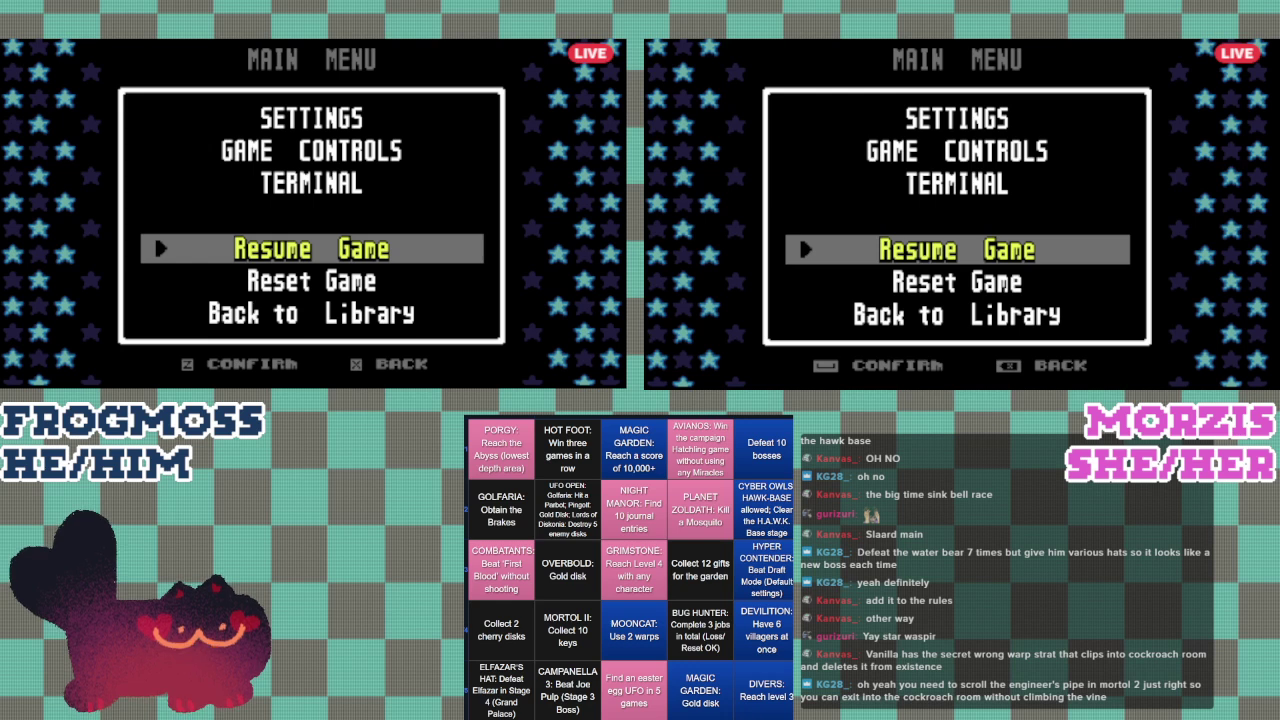 MAIN MENU
LIVE
SETTINGS
GAME CONTROLS
TERMINAL
Resume Game
Reset Game
Back to Library
Z CONFIRM X BACK
MAIN MENU
LIVE
SETTINGS
GAME CONTROLS
TERMINAL
Resume Game
Reset Game
Back to Library
CONFIRM BACK
FROGMOSS
HE/HIM
MORZIS
SHE/HER
PORGY:
Reach the
Abyss (lowest
depth area)
HOT FOOT:
Win three
games in a
row
MAGIC
GARDEN:
Reach a score
of 10,000+
AVIANOS: Win
the campaign
Hatchling game
without using
any Miracles
Defeat 10
bosses
GOLFARIA:
Obtain the
Brakes
UFO OPEN:
Golfaria: Hit a
Parbot; Pingolf:
Gold Disk; Lords of
Diskonia: Dostroy 5
enemy disks
NIGHT
MANOR: Find
10 journal
entries
PLANET
ZOLDATH: Kill
a Mosquito
CYBER OWLS
HAWK-BASE
allowed; Clear
the H.A.W.K.
Base stage
COMBATANTS:
Beat 'First
Blood' without
shooting
OVERBOLD:
Gold disk
GRIMSTONE:
Reach Level 4
with any
character
Collect 12 gifts
for the garden
HYPER
CONTENDER:
Beat Draft
Mode (Default
settings)
Collect 2
cherry disks
MORTOL II:
Collect 10
keys
MOONCAT:
Use 2 warps
BUG HUNTER:
Complete 3 jobs
in total (Loss/
Reset OK)
DEVILITION:
Have 6
villagers at
once
ELFAZAR'S
HAT: Defeat
Elfazar in Stage
4 (Grand
Palace)
CAMPANELLA
3: Beat Joe
Pulp (Stage 3
Boss)
Find an easter
egg UFO in 5
games
MAGIC
GARDEN:
Gold disk
DIVERS:
Reach level 3
the hawk base
Kanvas_: OH NO
KG28_: oh no
Kanvas_: the big time sink bell race
gurizuri:
Kanvas_: Slaard main
KG28_: Defeat the water bear 7 times but give him various hats so it looks like a
new boss each time
KG28_: yeah definitely
Kanvas_: add it to the rules
Kanvas_: other way
gurizuri: Yay star waspir
Kanvas_: Vanilla has the secret wrong warp strat that clips into cockroach room
and deletes it from existence
KG28_: oh yeah you need to scroll the engineer's pipe in mortol 2 just right so
you can exit into the cockroach room without climbing the vine